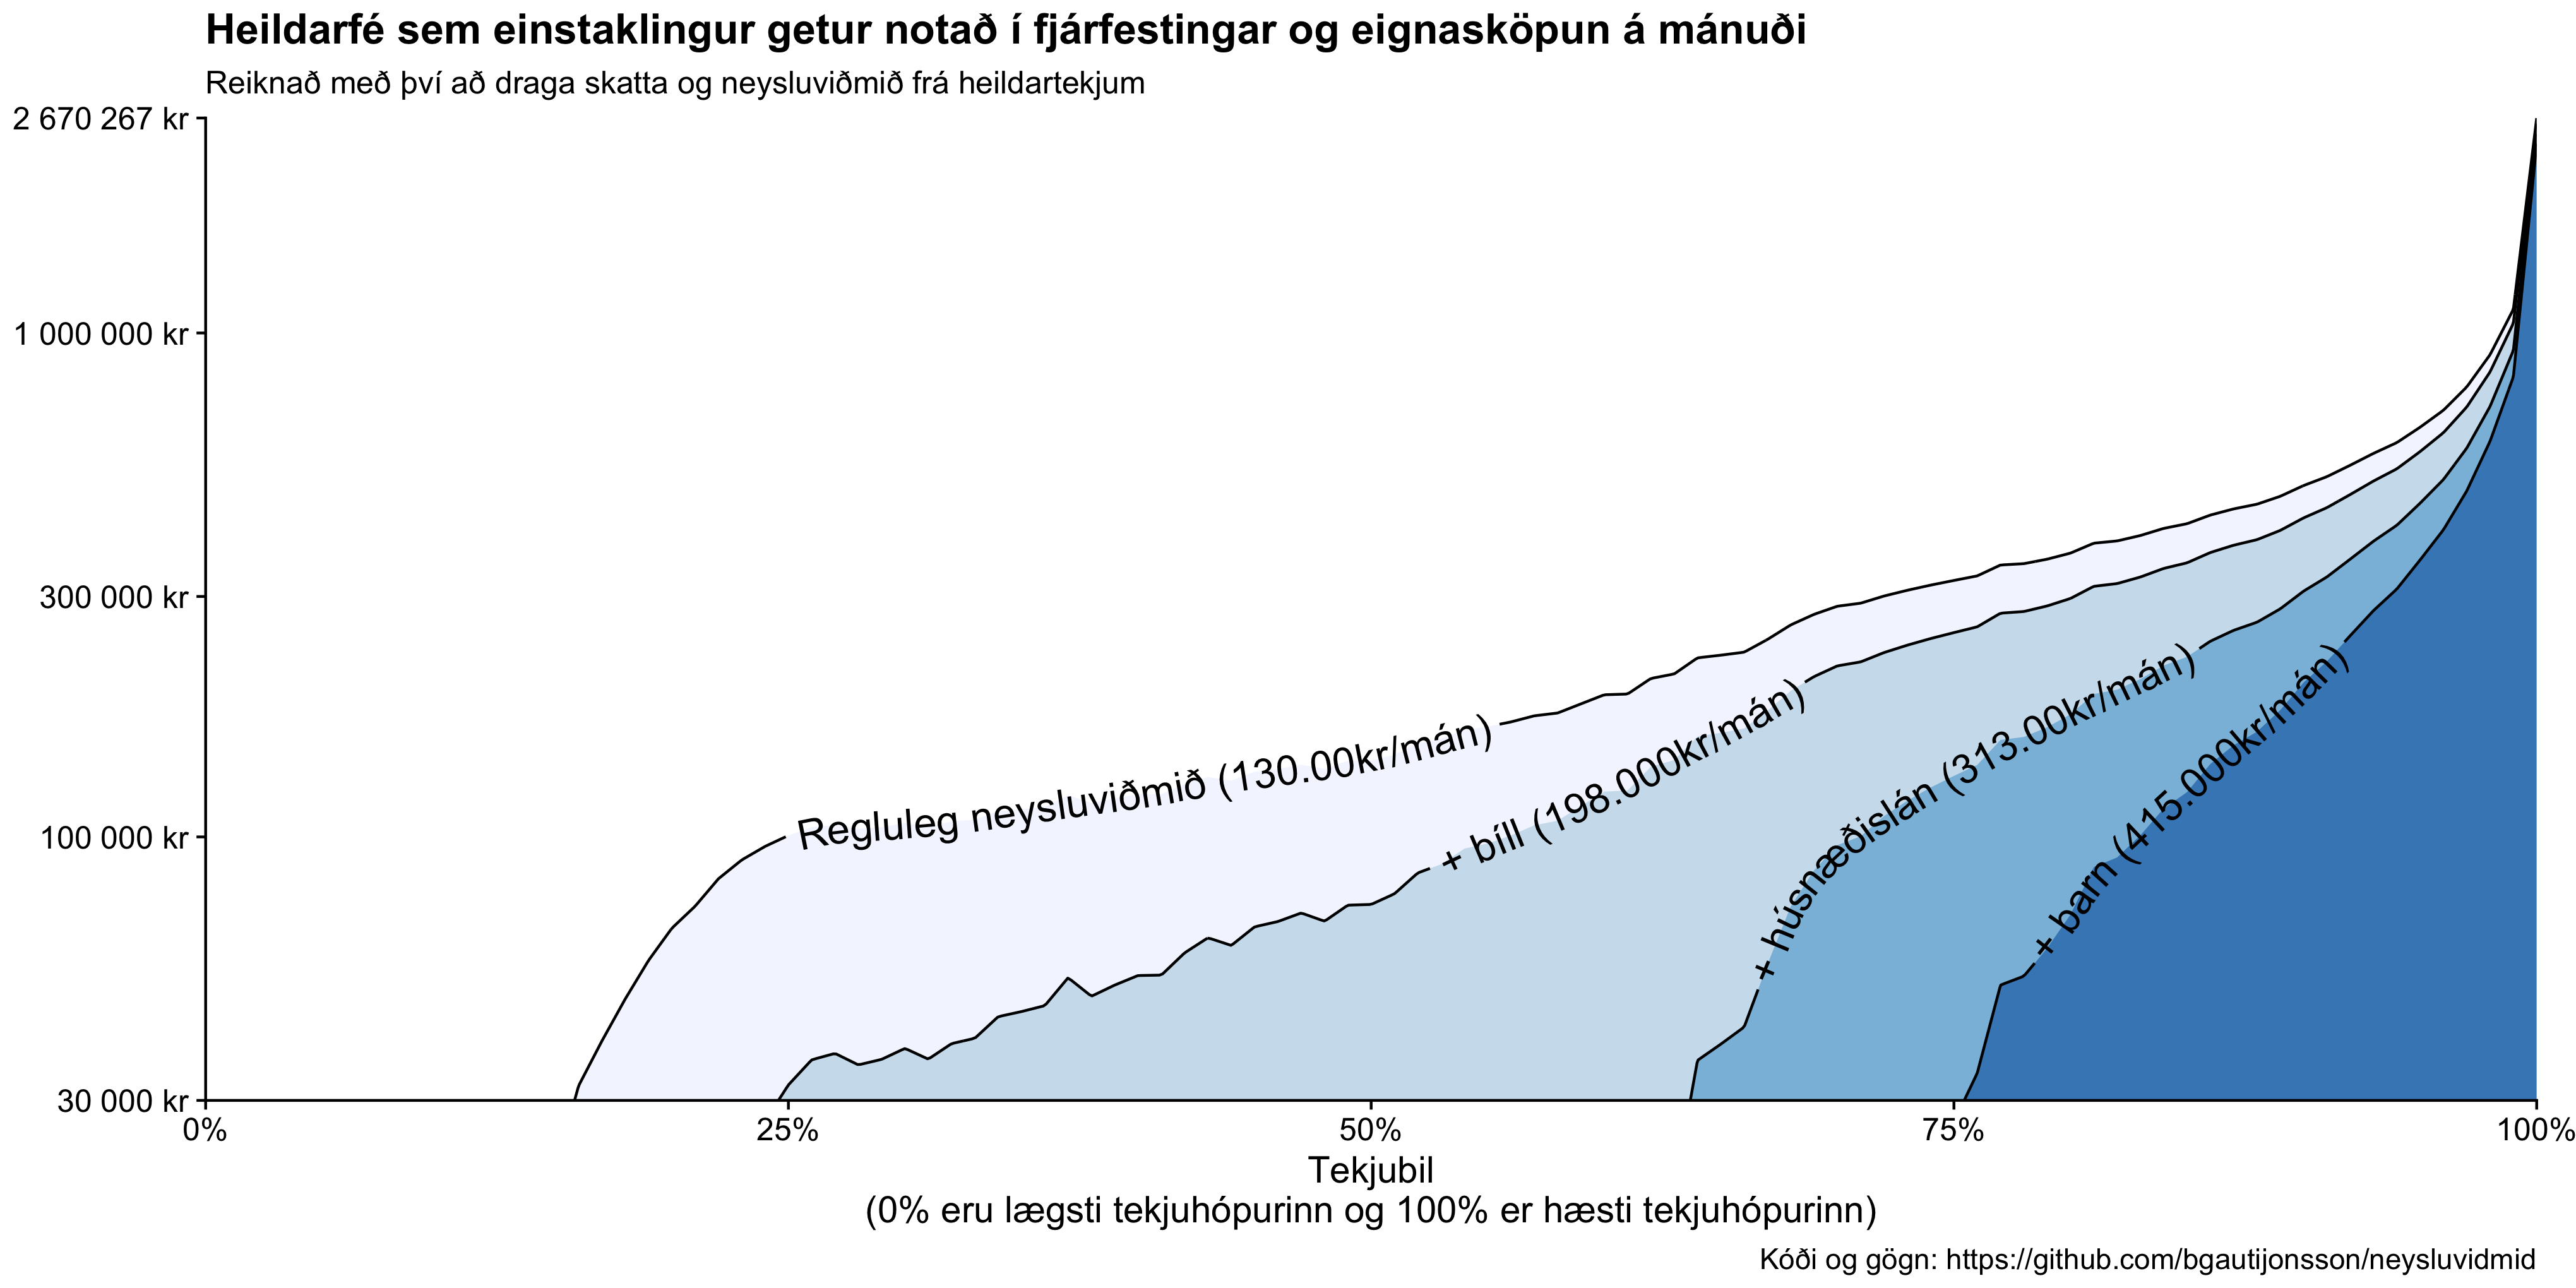 Heildarfé sem einstaklingur getur notað í fjárfestingar og eignasköpun á mánuði
Reiknað með því að draga skatta og neysluviðmið frá heildartekjum
2 670 267 kr
1 000 000 kr
300 000 kr
100 000 kr
30 000 kr
Regluleg neysluviðmið (130.00kr/mán)
+ bíll (198.000kr/mán)
+ húsnæðislán (313.00kr/mán)
+ barn (415.000kr/mán)
0%
25%
50%
75%
100%
Tekjubil
(0% eru lægsti tekjuhópurinn og 100% er hæsti tekjuhópurinn)
Kóði og gögn: https://github.com/bgautijonsson/neysluvidmid